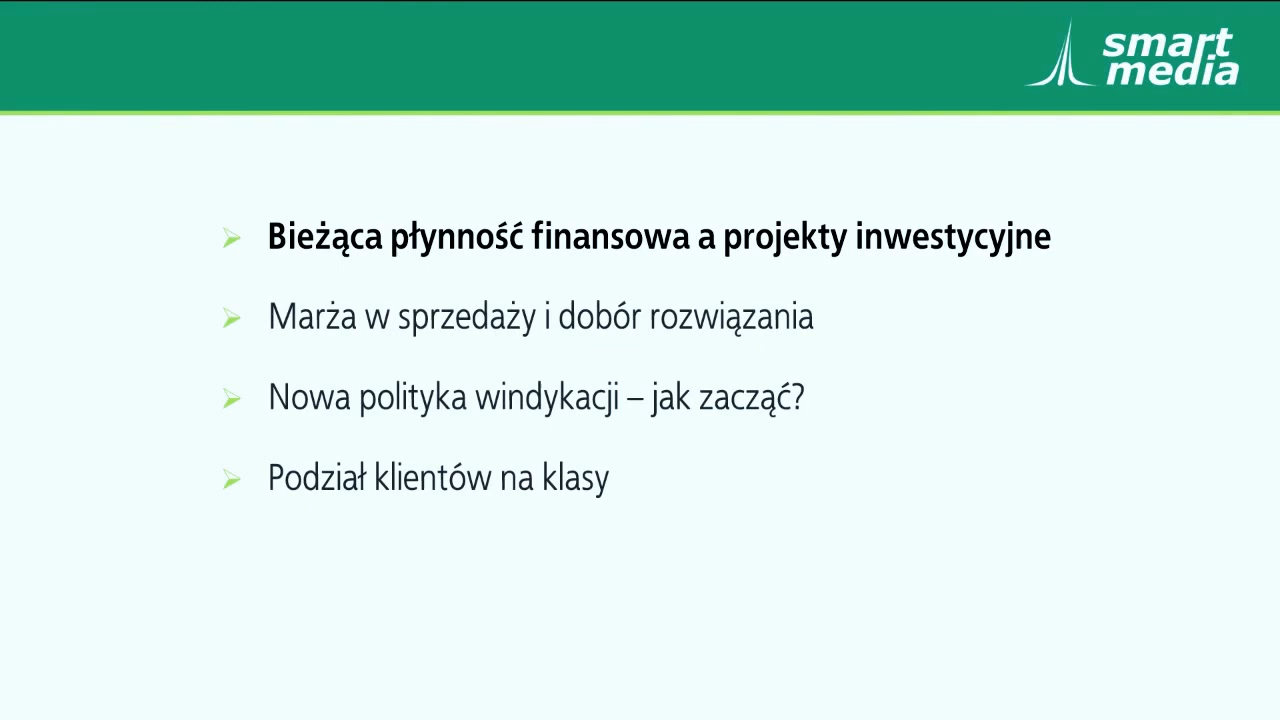 smart
media
Bieżąca płynność finansowa a projekty inwestycyjne
Marża w sprzedaży i dobór rozwiązania
Nowa polityka windykacji – jak zacząć?
Podział klientów na klasy